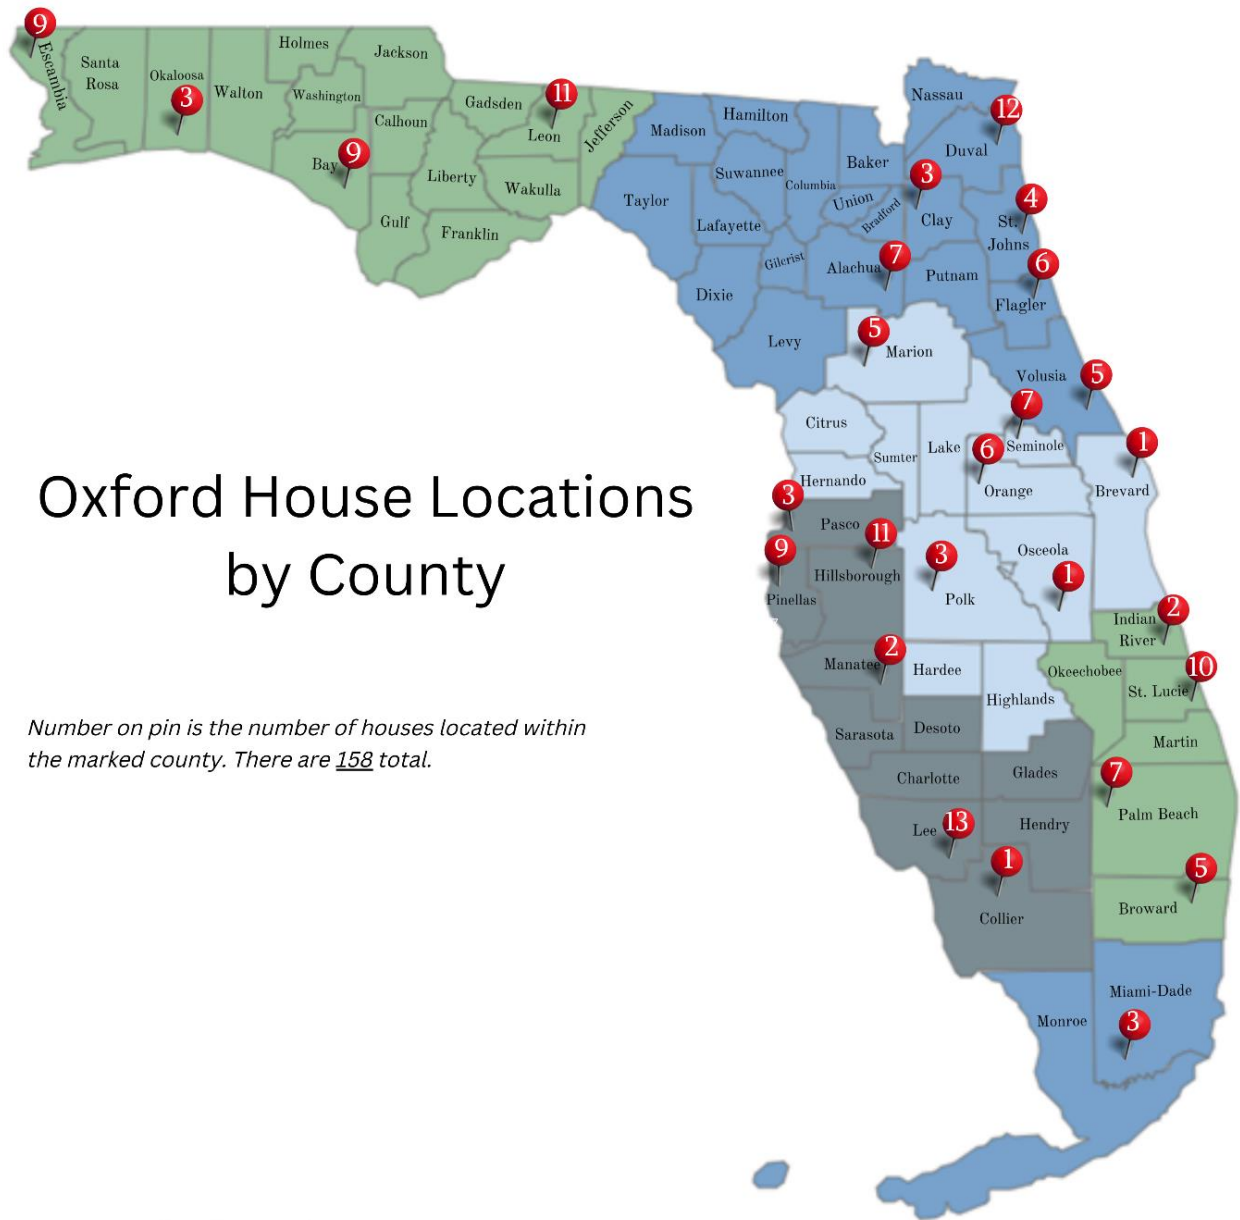 9
Escambia
Santa
Rosa
Okaloosa
3
Walton
Holmes
Washington
Jackson
Bay
9
Calhoun
Gulf
Liberty
Gadsden
11
Leon
Wakulla
Franklin
Jefferson
Madison
Hamilton
Taylor
Suwannee
Lafayette
Columbia
Baker
Nassau
12
Duval
Union
Bradford
3
Clay
4
St.
Johns
Dixie
Gilcrist
Alachua
7
Putnam
6
Flagler
Levy
5
Marion
Volusia
5
Citrus
Sumter
Lake
7
Seminole
6
Orange
1
Brevard
Hernando
3
Pasco
9
Pinellas
11
Hillsborough
3
Polk
Osceola
1
2
Indian
River
Manatee
2
Hardee
Highlands
Okeechobee
10
St. Lucie
Sarasota
Desoto
Martin
Charlotte
Glades
7
Palm Beach
Lee
13
Hendry
1
Collier
5
Broward
Miami-Dade
3
Monroe
Oxford House Locations
by County
Number on pin is the number of houses located within
the marked county. There are 158 total.